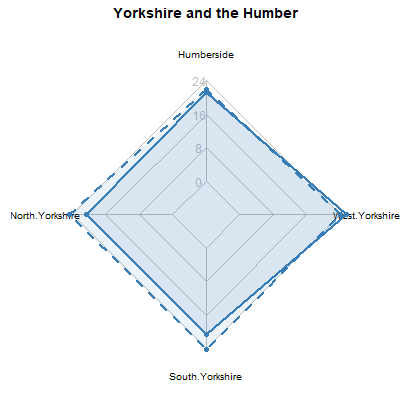 Yorkshire and the Humber
Humberside
24
16
8
0
North.Yorkshire
West.Yorkshire
South.Yorkshire